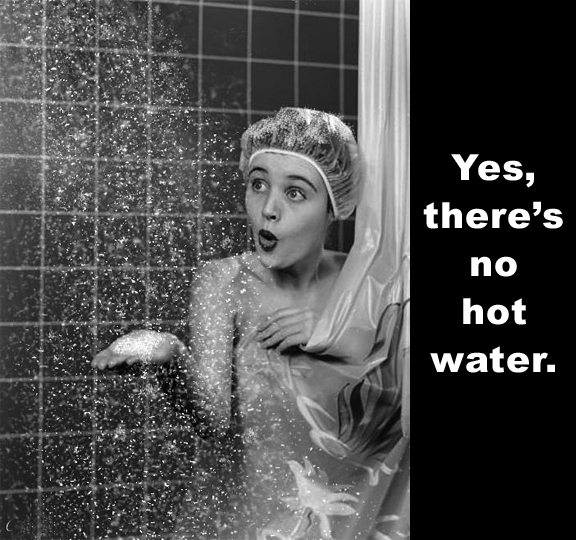 Yes,
there’s
no
hot
water.